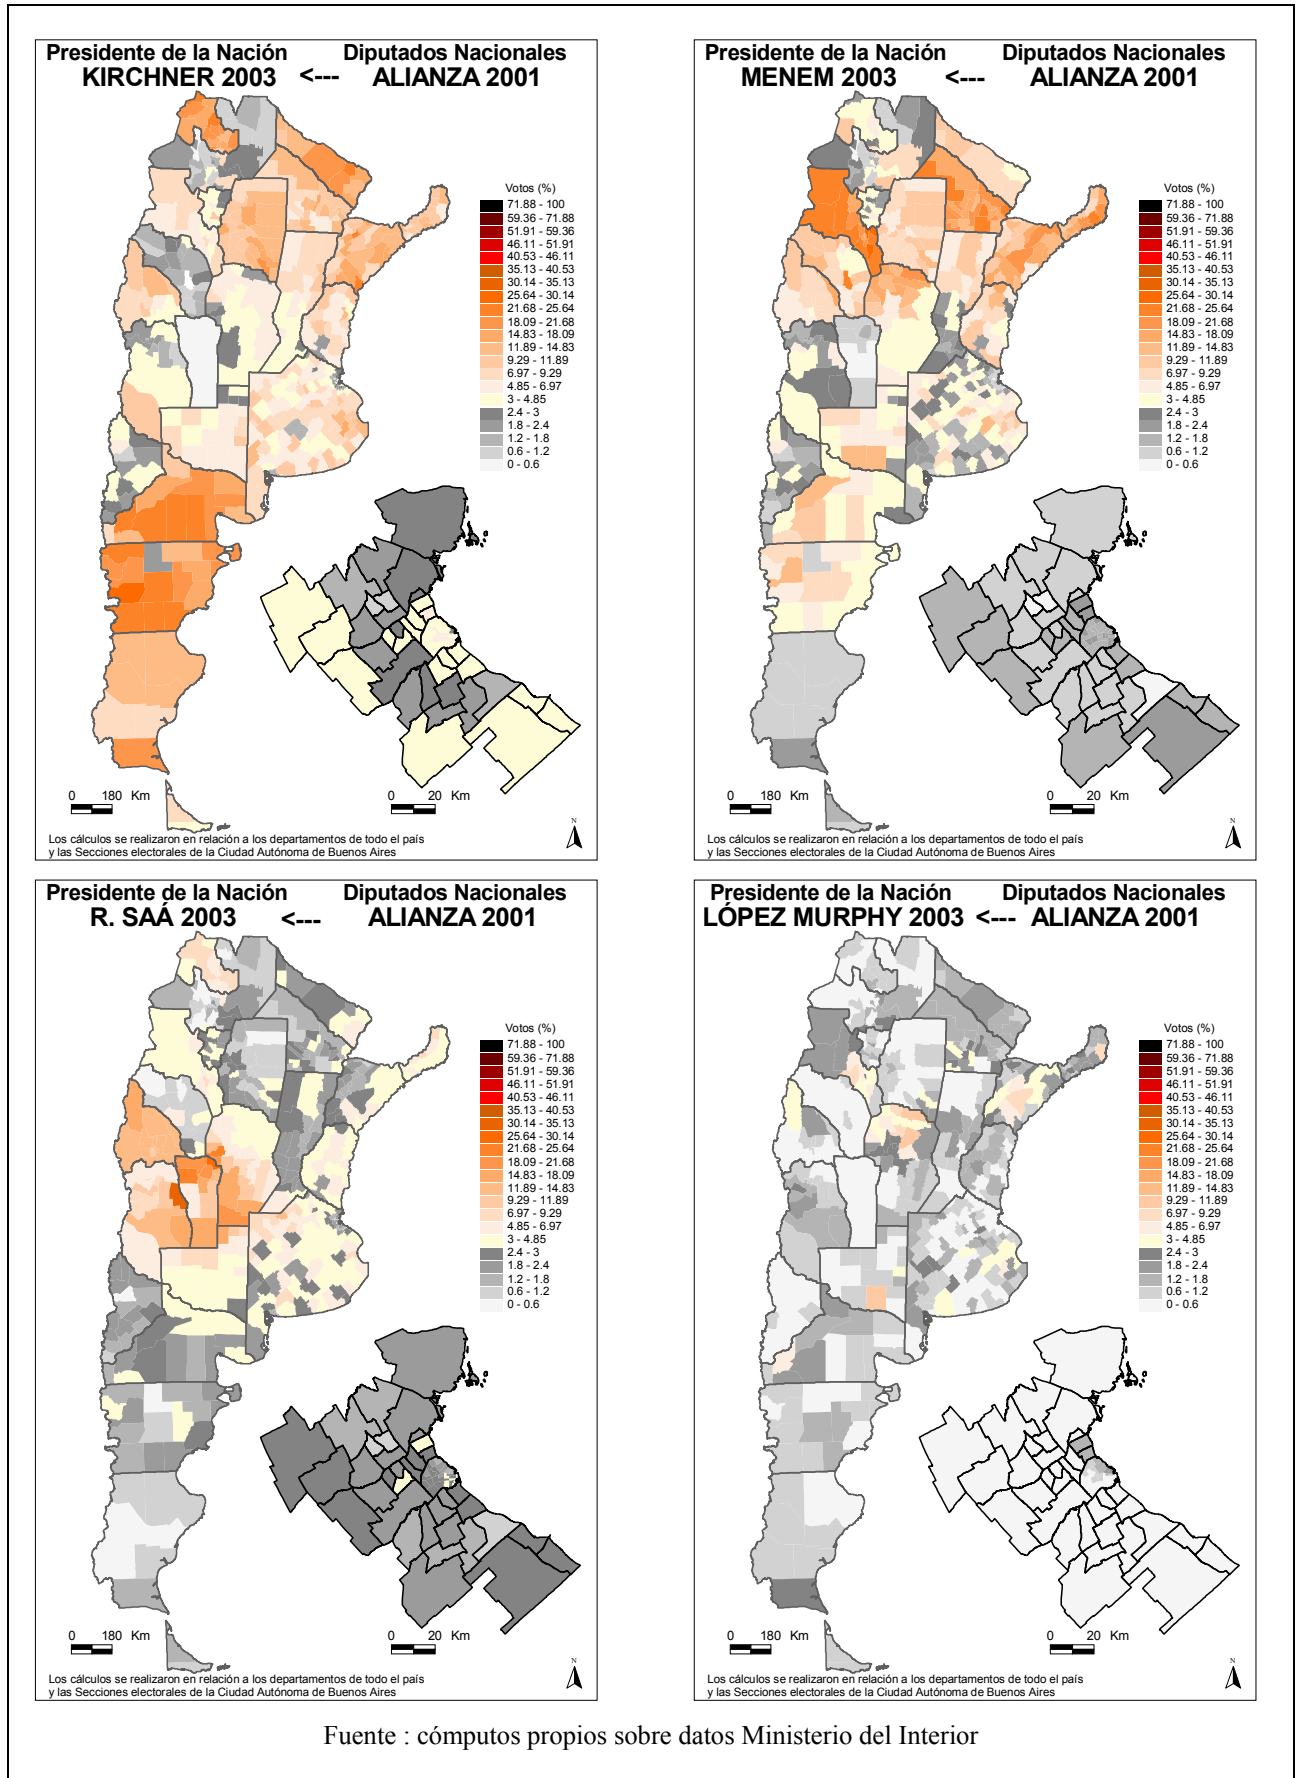 Presidente de la Nación Diputados Nacionales
KIRCHNER 2003 <--- ALIANZA 2001
Votos (%)
71.88 - 100
59.36 - 71.88
51.91 - 59.36
46.11 - 51.91
40.53 - 46.11
35.13 - 40.53
30.14 - 35.13
25.64 - 30.14
21.68 - 25.64
18.09 - 21.68
14.83 - 18.09
11.89 - 14.83
9.29 - 11.89
6.97 - 9.29
4.85 - 6.97
3 - 4.85
2.4 - 3
1.8 - 2.4
1.2 - 1.8
0.6 - 1.2
0 - 0.6
0 180 Km
0 20 Km
N
Los cálculos se realizaron en relación a los departamentos de todo el país
y las Secciones electorales de la Ciudad Autónoma de Buenos Aires
Presidente de la Nación Diputados Nacionales
MENEM 2003 <--- ALIANZA 2001
Votos (%)
71.88 - 100
59.36 - 71.88
51.91 - 59.36
46.11 - 51.91
40.53 - 46.11
35.13 - 40.53
30.14 - 35.13
25.64 - 30.14
21.68 - 25.64
18.09 - 21.68
14.83 - 18.09
11.89 - 14.83
9.29 - 11.89
6.97 - 9.29
4.85 - 6.97
3 - 4.85
2.4 - 3
1.8 - 2.4
1.2 - 1.8
0.6 - 1.2
0 - 0.6
0 180 Km
0 20 Km
N
Los cálculos se realizaron en relación a los departamentos de todo el país
y las Secciones electorales de la Ciudad Autónoma de Buenos Aires
Presidente de la Nación Diputados Nacionales
R. SAÁ 2003 <--- ALIANZA 2001
Votos (%)
71.88 - 100
59.36 - 71.88
51.91 - 59.36
46.11 - 51.91
40.53 - 46.11
35.13 - 40.53
30.14 - 35.13
25.64 - 30.14
21.68 - 25.64
18.09 - 21.68
14.83 - 18.09
11.89 - 14.83
9.29 - 11.89
6.97 - 9.29
4.85 - 6.97
3 - 4.85
2.4 - 3
1.8 - 2.4
1.2 - 1.8
0.6 - 1.2
0 - 0.6
0 180 Km
0 20 Km
N
Los cálculos se realizaron en relación a los departamentos de todo el país
y las Secciones electorales de la Ciudad Autónoma de Buenos Aires
Presidente de la Nación Diputados Nacionales
LÓPEZ MURPHY 2003 <--- ALIANZA 2001
Votos (%)
71.88 - 100
59.36 - 71.88
51.91 - 59.36
46.11 - 51.91
40.53 - 46.11
35.13 - 40.53
30.14 - 35.13
25.64 - 30.14
21.68 - 25.64
18.09 - 21.68
14.83 - 18.09
11.89 - 14.83
9.29 - 11.89
6.97 - 9.29
4.85 - 6.97
3 - 4.85
2.4 - 3
1.8 - 2.4
1.2 - 1.8
0.6 - 1.2
0 - 0.6
0 180 Km
0 20 Km
N
Los cálculos se realizaron en relación a los departamentos de todo el país
y las Secciones electorales de la Ciudad Autónoma de Buenos Aires
Fuente : cómputos propios sobre datos Ministerio del Interior